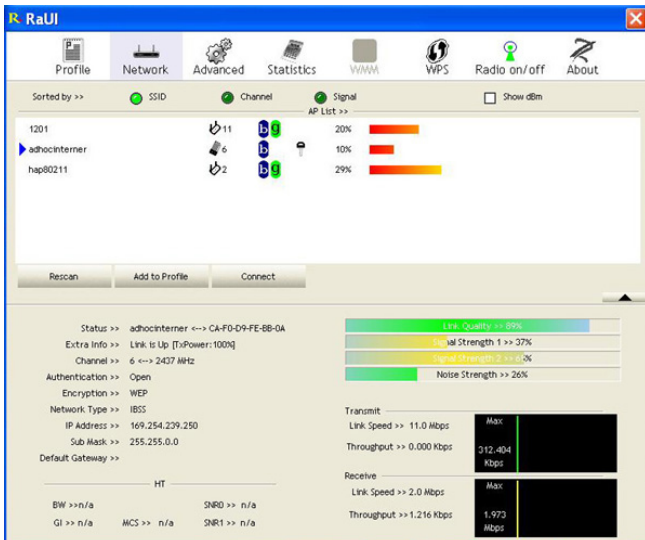 RaUI
Profile Network Advanced Statistics WMM WPS Radio on/off About
Sorted by >> SSID Channel Signal Show dBm
AP List >>
1201 11 b g 20%
adhocinterner 6 b 10%
hap80211 2 b g 29%
Rescan Add to Profile Connect
Status >> adhocinterner <--> CA-F0-D9-FE-BB-0A
Extra Info >> Link is Up [TxPower:100%]
Channel >> 6 <--> 2437 MHz
Authentication >> Open
Encryption >> WEP
Network Type >> IBSS
IP Address >> 169.254.239.250
Sub Mask >> 255.255.0.0
Default Gateway >>
HT
BW >>n/a SNR0 >> n/a
GI >> n/a MCS >> n/a SNR1 >> n/a
Link Quality >> 89%
Signal Strength 1 >> 37%
Signal Strength 2 >>
Noise Strength >> 26%
Transmit
Link Speed >> 11.0 Mbps
Throughput >> 0.000 Kbps
Max
312.404
Kbps
Receive
Link Speed >> 2.0 Mbps
Throughput >>1.216 Kbps
Max
1.973
Mbps